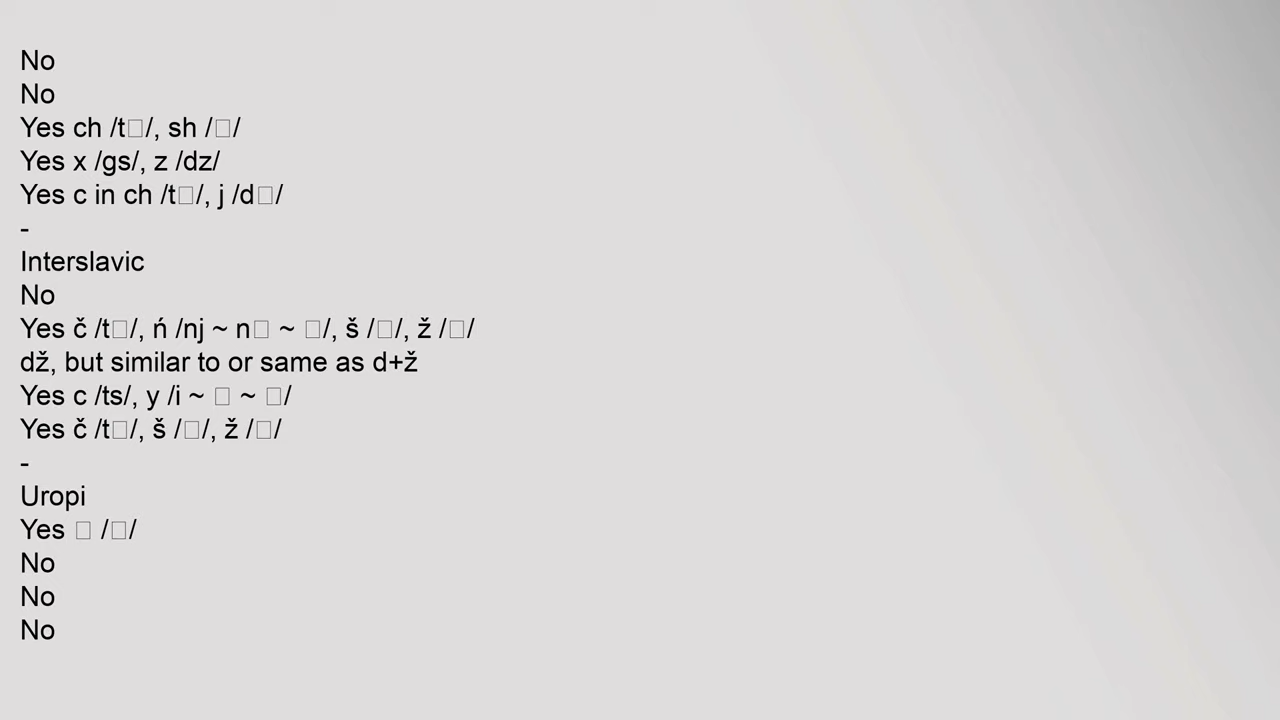 No
No
Yes ch /t□/, sh /□/
Yes x /gs/, z /dz/
Yes c in ch /t□/, j /d□/
-
Interslavic
No
Yes č /t□/, ń /nj ~ n□ ~ □/, š /□/, ž /□/
dž, but similar to or same as d+ž
Yes c /ts/, y /i ~ □ ~ □/
Yes č /t□/, š /□/, ž /□/
-
Uropi
Yes □ /□/
No
No
No